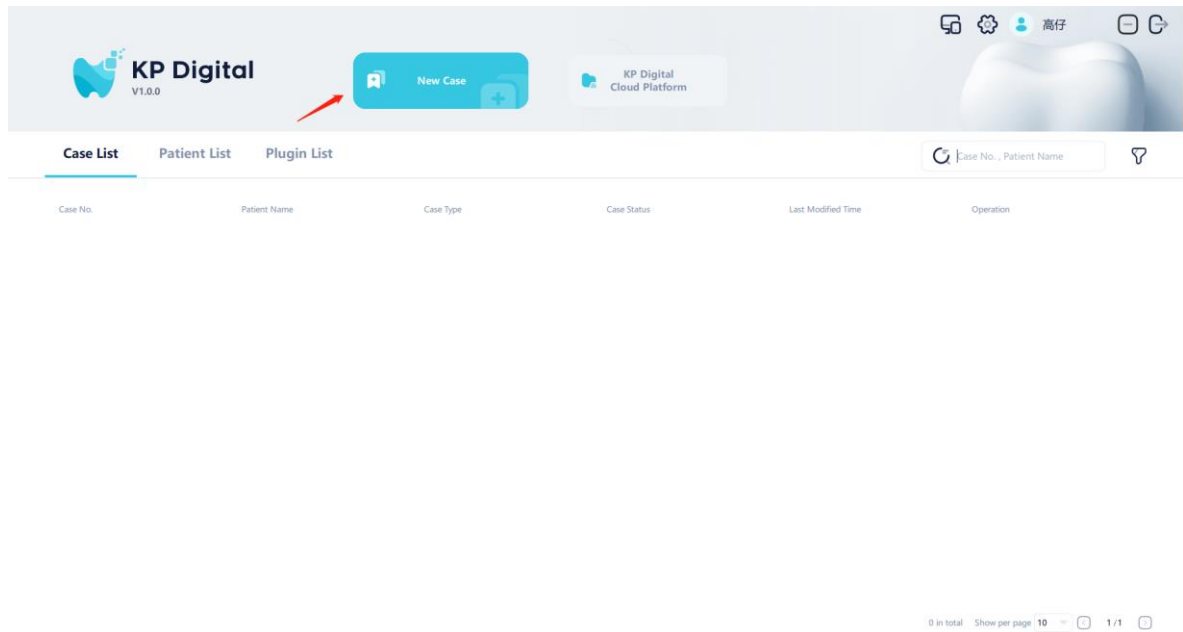 高仔
KP Digital
V1.0.0
New Case
KP Digital
Cloud Platform
Case List Patient List Plugin List
Case No. , Patient Name
Case No. Patient Name Case Type Case Status Last Modified Time Operation
0 in total Show per page 10 1 / 1